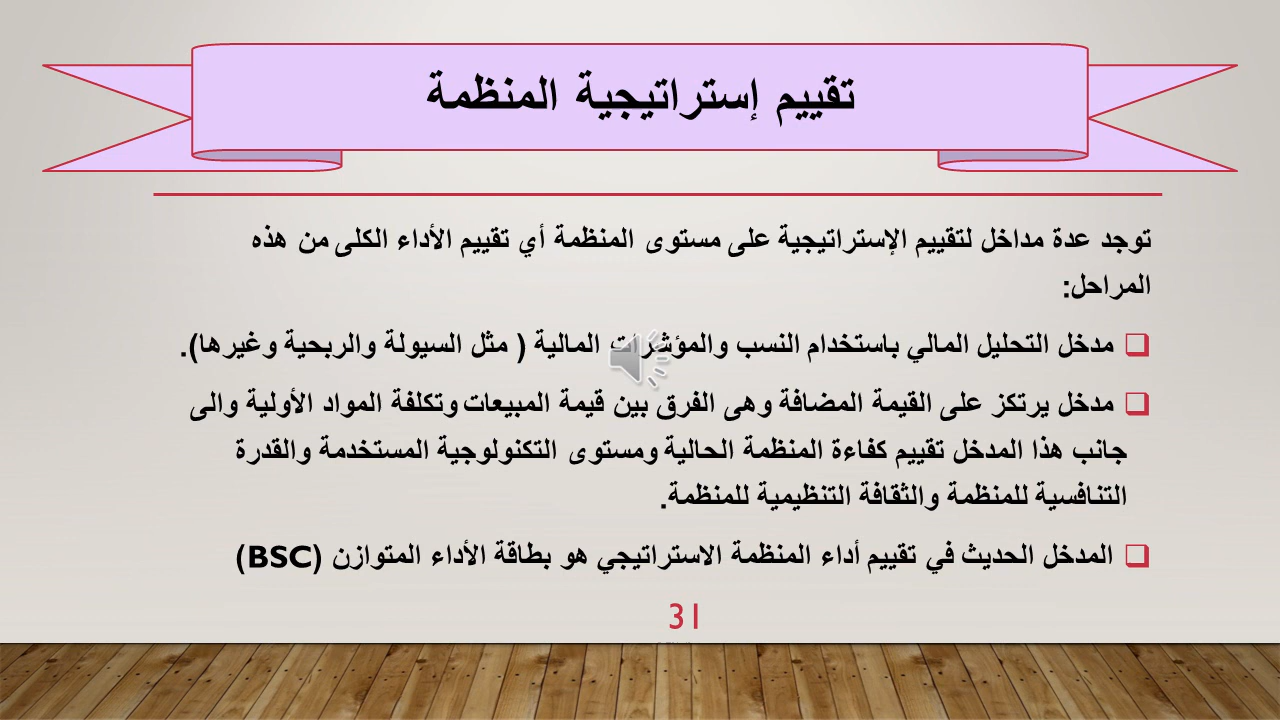 تقييم إستراتيجية المنظمة
توجد عدة مداخل لتقييم الإستراتيجية على مستوى المنظمة أي تقييم الأداء الكلى من هذه
المراحل:
❑ مدخل التحليل المالي باستخدام النسب والمؤشرات المالية ( مثل السيولة والربحية وغيرها).
❑ مدخل يرتكز على القيمة المضافة وهى الفرق بين قيمة المبيعات وتكلفة المواد الأولية والى
جانب هذا المدخل تقييم كفاءة المنظمة الحالية ومستوى التكنولوجية المستخدمة والقدرة
التنافسية للمنظمة والثقافة التنظيمية للمنظمة.
❑ المدخل الحديث في تقييم أداء المنظمة الاستراتيجي هو بطاقة الأداء المتوازن (BSC)
31